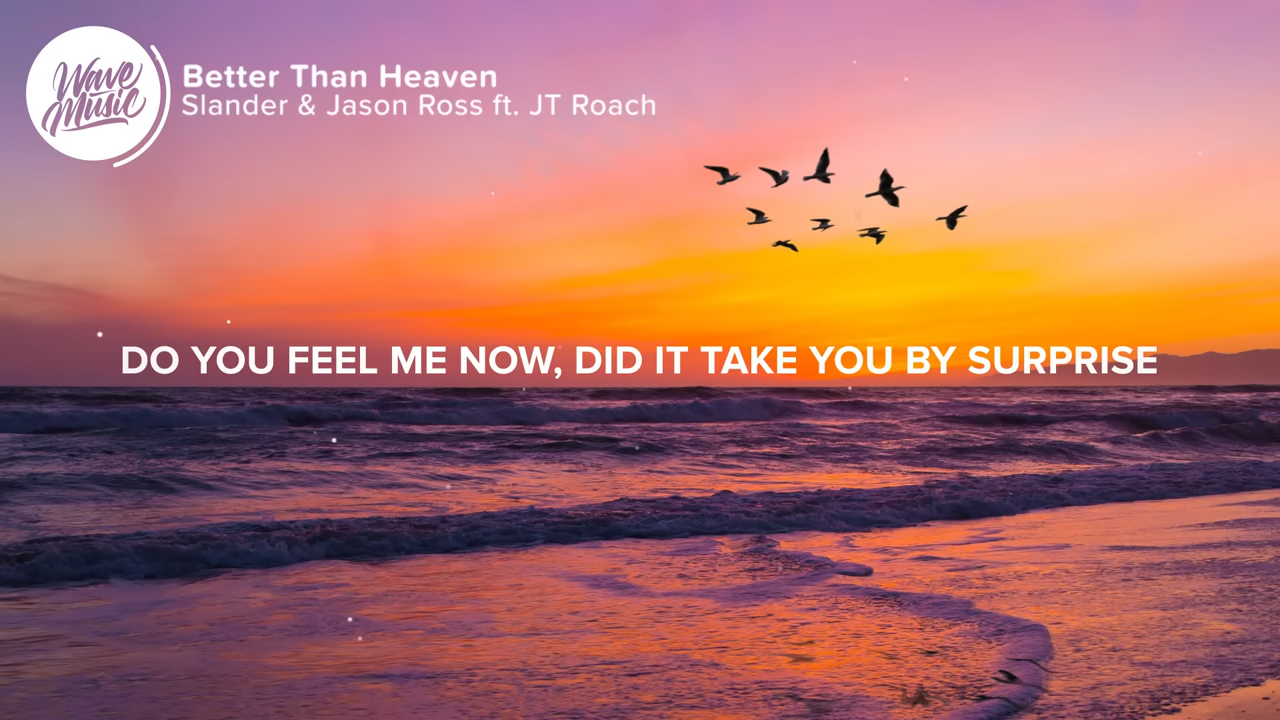 Wave
Music
Better Than Heaven
Slander & Jason Ross ft. JT Roach
DO YOU FEEL ME NOW, DID IT TAKE YOU BY SURPRISE